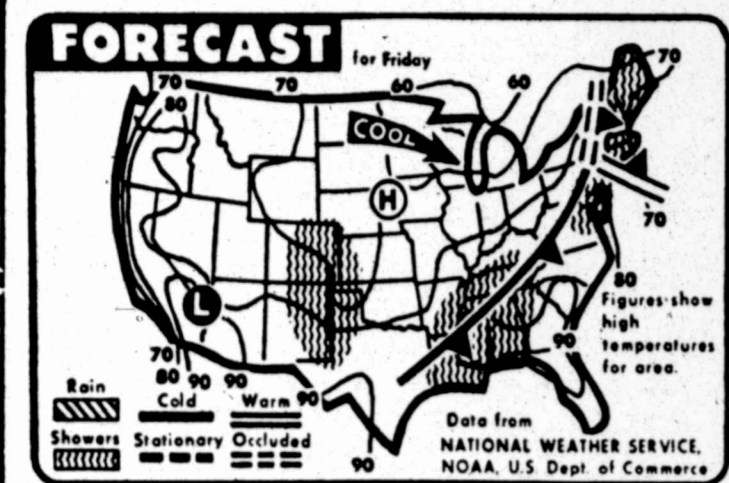 FORECAST for Friday
70 70 60 60 70
80
COOL
H
70
L
80
Figures show
high
temperatures
for area.
90
70
80 90 90
90
90
Rain Cold Warm
Showers Stationary Occluded
Data from
NATIONAL WEATHER SERVICE,
NOAA, U.S. Dept. of Commerce